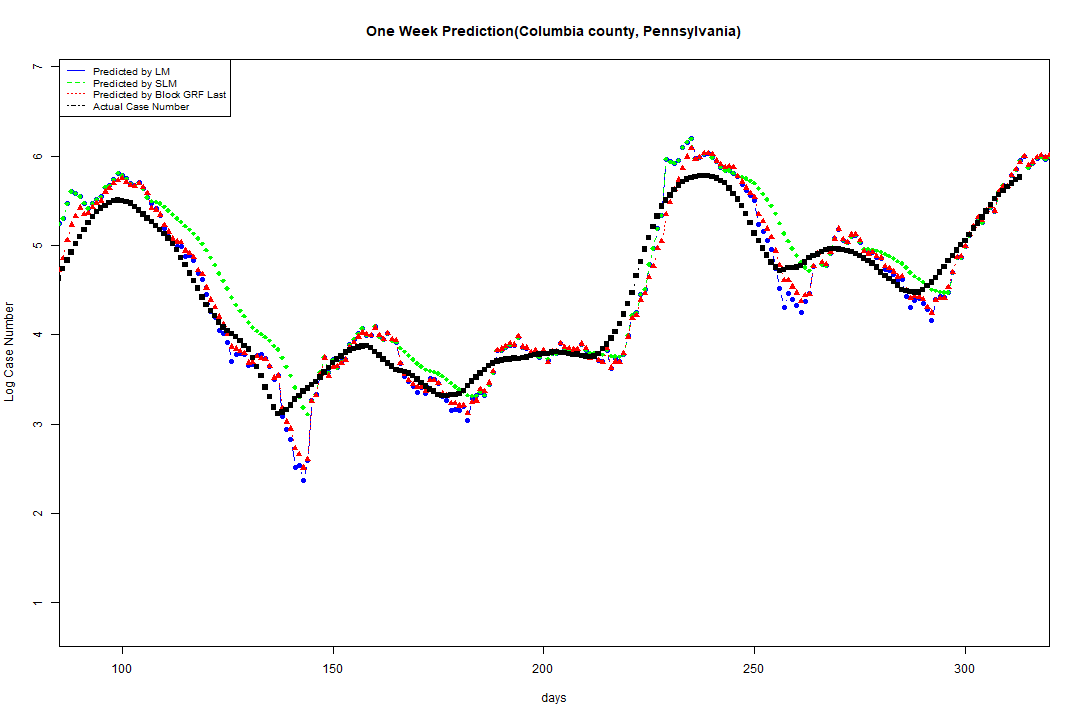 One Week Prediction(Columbia county, Pennsylvania)
Predicted by LM
Predicted by SLM
Predicted by Block GRF Last
Actual Case Number
7
6
5
4
3
2
1
Log Case Number
100 150 200 250 300
days